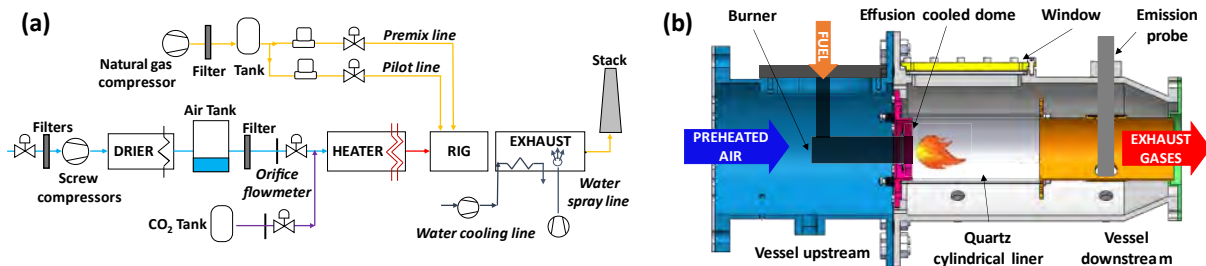 (a)
Natural gas
compressor
Filter
Tank
Premix line
Pilot line
Stack
Filters
Screw
compressors
DRIER
Air Tank
Filter
Orifice
flowmeter
HEATER
RIG
EXHAUST
Water
spray line
Water cooling line
CO2 Tank
(b)
Burner
FUEL
Effusion cooled dome
Window
Emission
probe
PREHEATED
AIR
EXHAUST
GASES
Vessel upstream
Quartz
cylindrical liner
Vessel
downstream